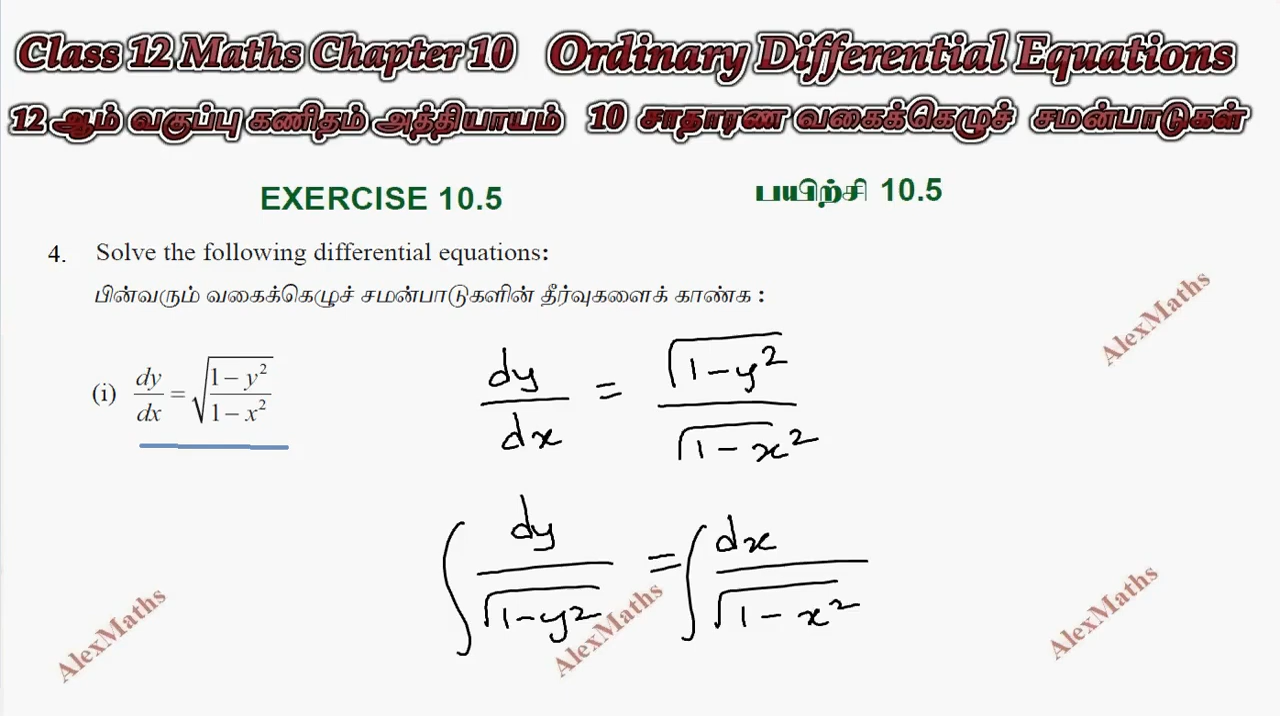 Class 12 Maths Chapter 10 Ordinary Differential Equations
12 ஆம் வகுப்பு கணிதம் அத்தியாயம் 10 சாதாரண வகைக்கெழுச் சமன்பாடுகள்
EXERCISE 10.5 பயிற்சி 10.5
4. Solve the following differential equations:
பின்வரும் வகைக்கெழுச் சமன்பாடுகளின் தீர்வுகளைக் காண்க :
(i) dy/dx = √((1 − y²)/(1 − x²))
dy/dx = √(1 − y²)/√(1 − x²)
∫ dy/√(1 − y²) = ∫ dx/√(1 − x²)
AlexMaths
AlexMaths
AlexMaths
AlexMaths